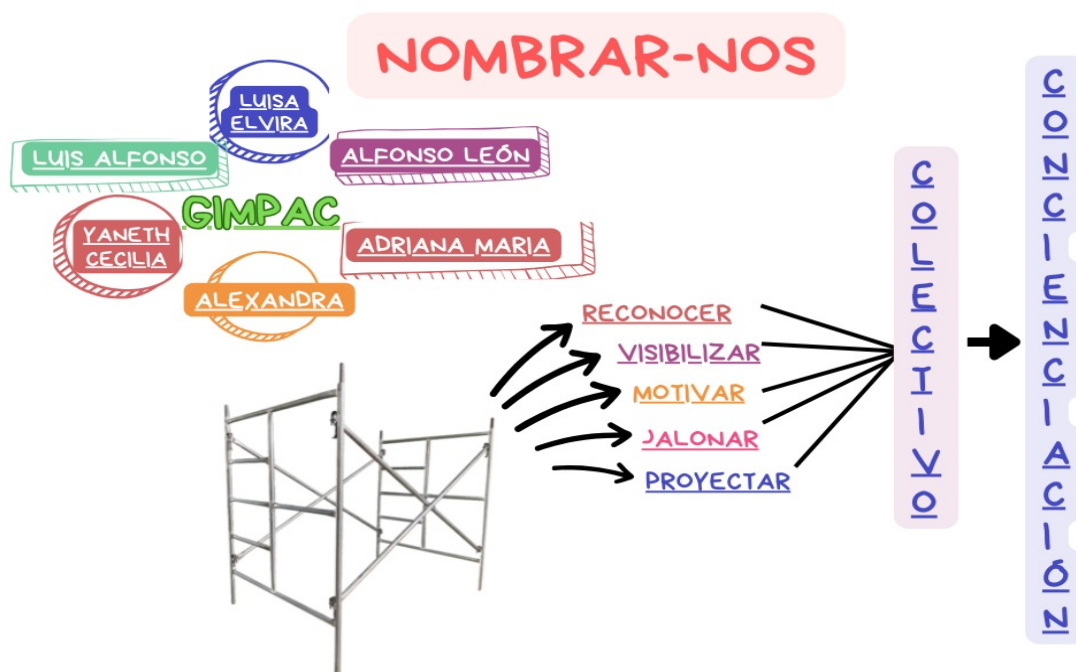 NOMBRAR-NOS
LUISA
ELVIRA
LUIS ALFONSO
ALFONSO LEÓN
GIMPAC
YANETH
CECILIA
ADRIANA MARIA
ALEXANDRA
RECONOCER
VISIBILIZAR
MOTIVAR
JALONAR
PROYECTAR
COLECTIVO
CONCIENCIACIÓN